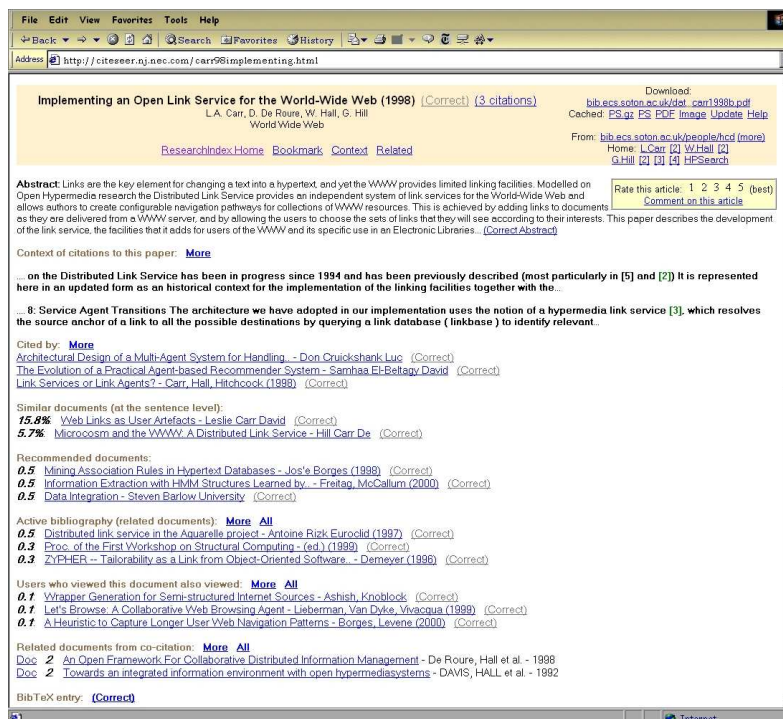 File Edit View Favorites Tools Help
Back Search Favorites History
Address http://citeseer.nj.nec.com/carr98implementing.html
Implementing an Open Link Service for the World-Wide Web (1998) (Correct) (3 citations)
L.A. Carr, D. De Roure, W. Hall, G. Hill
World Wide Web
ResearchIndex Home Bookmark Context Related
Download:
bib.ecs.soton.ac.uk/dat_carr1998b.pdf
Cached: PS.gz PS PDF Image Update Help
From: bib.ecs.soton.ac.uk/people/hcd (more)
Home: L.Carr [2] W.Hall [2]
G.Hill [2] [3] [4] HPSearch
Abstract: Links are the key element for changing a text into a hypertext, and yet the WWW provides limited linking facilities. Modelled on
Open Hypermedia research the Distributed Link Service provides an independent system of link services for the World-Wide Web and
allows authors to create configurable navigation pathways for collections of WWW resources. This is achieved by adding links to documents
as they are delivered from a WWW server, and by allowing the users to choose the sets of links that they will see according to their interests. This paper describes the development
of the link service, the facilities that it adds for users of the WWW and its specific use in an Electronic Libraries... (Correct Abstract)
Rate this article: 1 2 3 4 5 (best)
Comment on this article
Context of citations to this paper: More
.... on the Distributed Link Service has been in progress since 1994 and has been previously described (most particularly in [5] and [2]) It is represented
here in an updated form as an historical context for the implementation of the linking facilities together with the...
.... 8: Service Agent Transitions The architecture we have adopted in our implementation uses the notion of a hypermedia link service [3], which resolves
the source anchor of a link to all the possible destinations by querying a link database ( linkbase ) to identify relevant...
Cited by: More
Architectural Design of a Multi-Agent System for Handling.. - Don Cruickshank Luc (Correct)
The Evolution of a Practical Agent-based Recommender System - Samhaa El-Beltagy David (Correct)
Link Services or Link Agents? - Carr, Hall, Hitchcock (1998) (Correct)
Similar documents (at the sentence level):
15.8% Web Links as User Artefacts - Leslie Carr David (Correct)
5.7% Microcosm and the WWW: A Distributed Link Service - Hill Carr De (Correct)
Recommended documents:
0.5 Mining Association Rules in Hypertext Databases - Jos'e Borges (1998) (Correct)
0.5 Information Extraction with HMM Structures Learned by.. - Freitag, McCallum (2000) (Correct)
0.5 Data Integration - Steven Barlow University (Correct)
Active bibliography (related documents): More All
0.5 Distributed link service in the Aquarelle project - Antoine Rizk Euroclid (1997) (Correct)
0.3 Proc. of the First Workshop on Structural Computing - (ed.) (1999) (Correct)
0.3 ZYPHER -- Tailorability as a Link from Object-Oriented Software.. - Demeyer (1996) (Correct)
Users who viewed this document also viewed: More All
0.1 Wrapper Generation for Semi-structured Internet Sources - Ashish, Knoblock (Correct)
0.1 Let's Browse: A Collaborative Web Browsing Agent - Lieberman, Van Dyke, Vivacqua (1999) (Correct)
0.1 A Heuristic to Capture Longer User Web Navigation Patterns - Borges, Levene (2000) (Correct)
Related documents from co-citation: More All
Doc 2 An Open Framework For Collaborative Distributed Information Management - De Roure, Hall et al. - 1998
Doc 2 Towards an integrated information environment with open hypermediasystems - DAVIS, HALL et al. - 1992
BibTeX entry: (Correct)
Internet